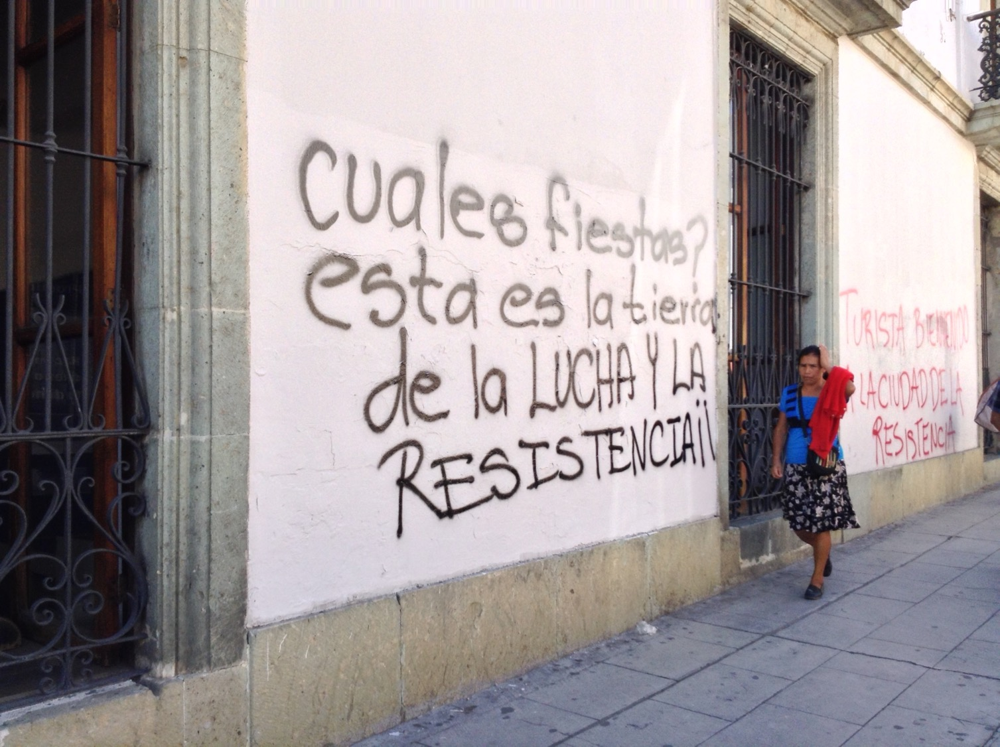 cuales fiestas?
esta es la tierra
de la LUCHA Y LA
RESISTENCIA¡¡
TURISTA BIENVENIDO
A LA CIUDAD DE LA
RESISTENCIA